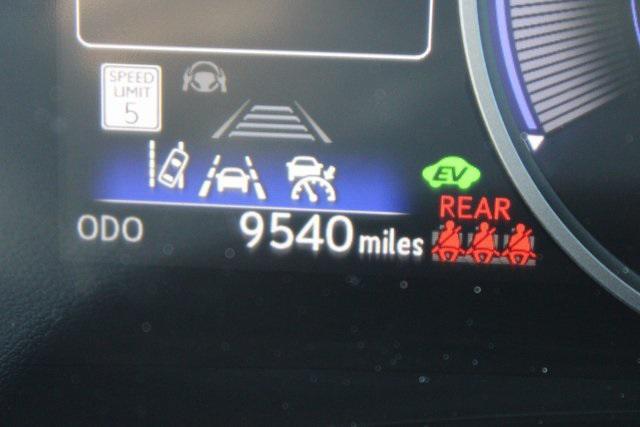 SPEED
LIMIT
5
EV
REAR
ODO 9540 miles